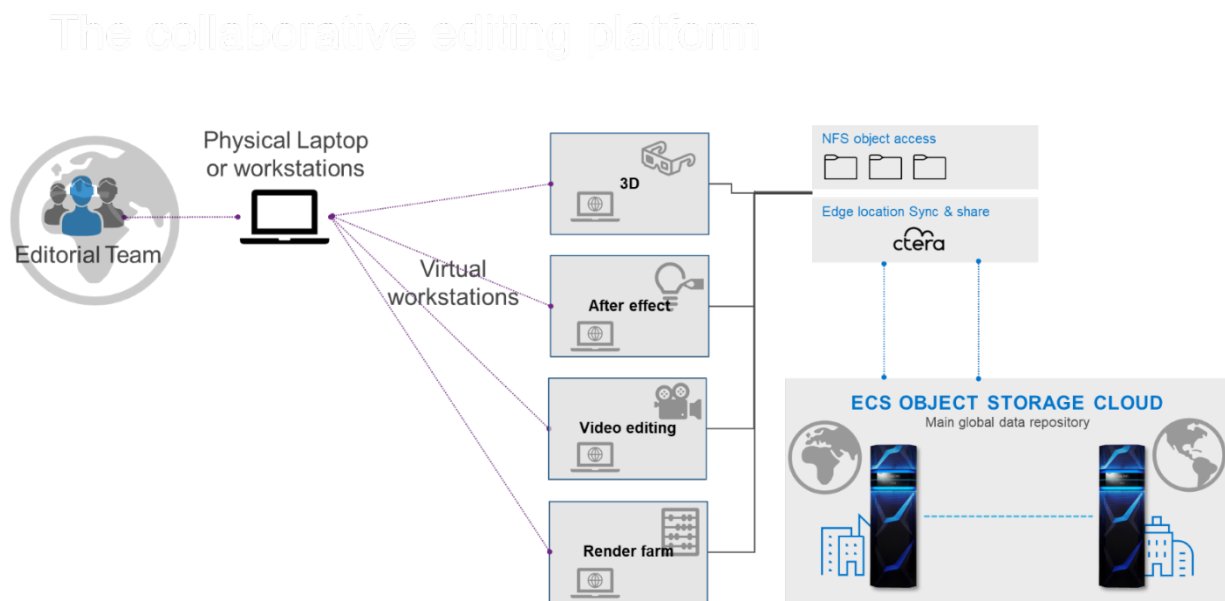 The collaborative editing platform
Physical Laptop
or workstations
Editorial Team
Virtual
workstations
3D
After effect
Video editing
Render farm
NFS object access
Edge location Sync & share
ctera
ECS OBJECT STORAGE CLOUD
Main global data repository